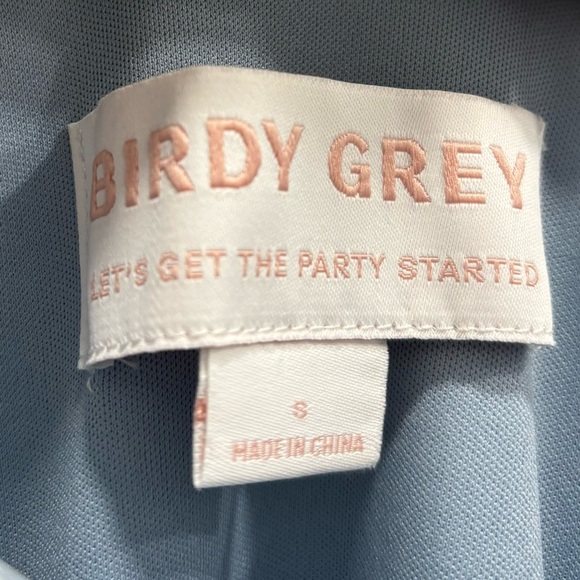 BIRDY GREY
LET'S GET THE PARTY STARTED
S
MADE IN CHINA